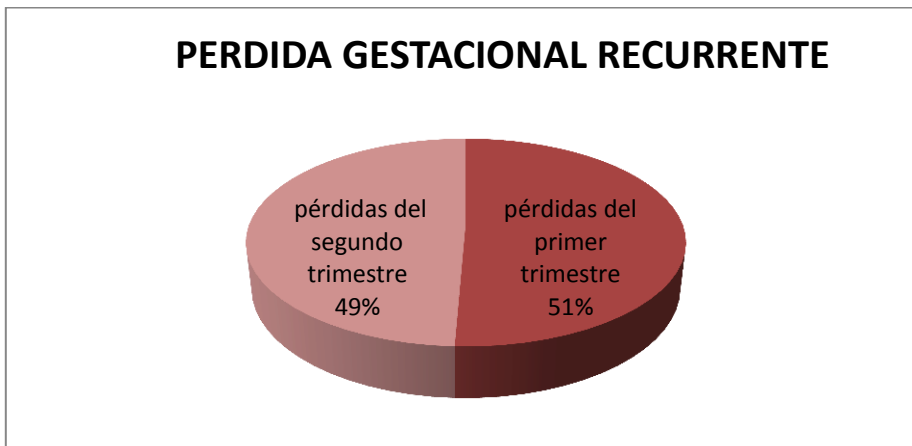 PERDIDA GESTACIONAL RECURRENTE
pérdidas del
segundo
trimestre
49%
pérdidas del
primer
trimestre
51%